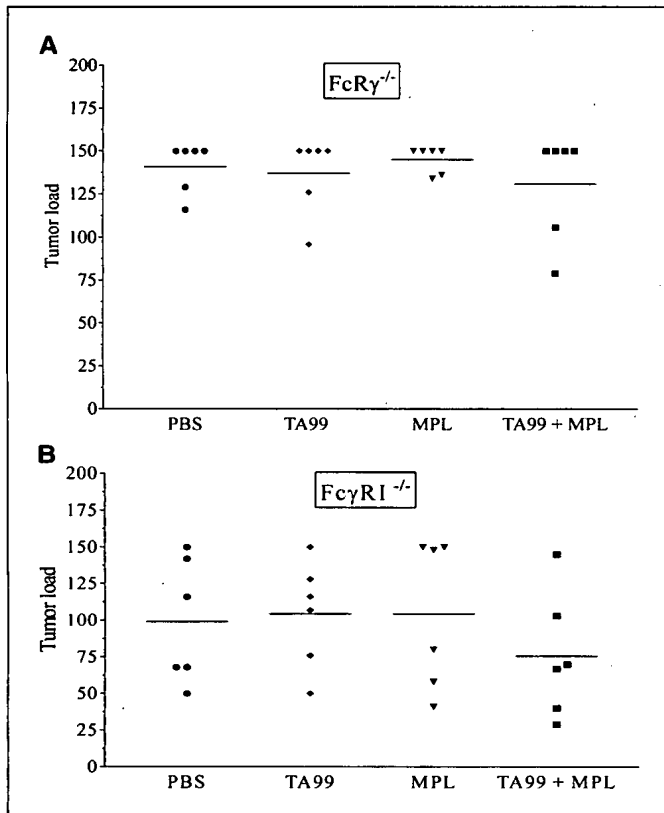 A
FcRγ-/-
Tumor load
200
175
150
125
100
75
50
25
0
PBS TA99 MPL TA99 + MPL
B
FcγRI -/-
Tumor load
200
175
150
125
100
75
50
25
0
PBS TA99 MPL TA99 + MPL